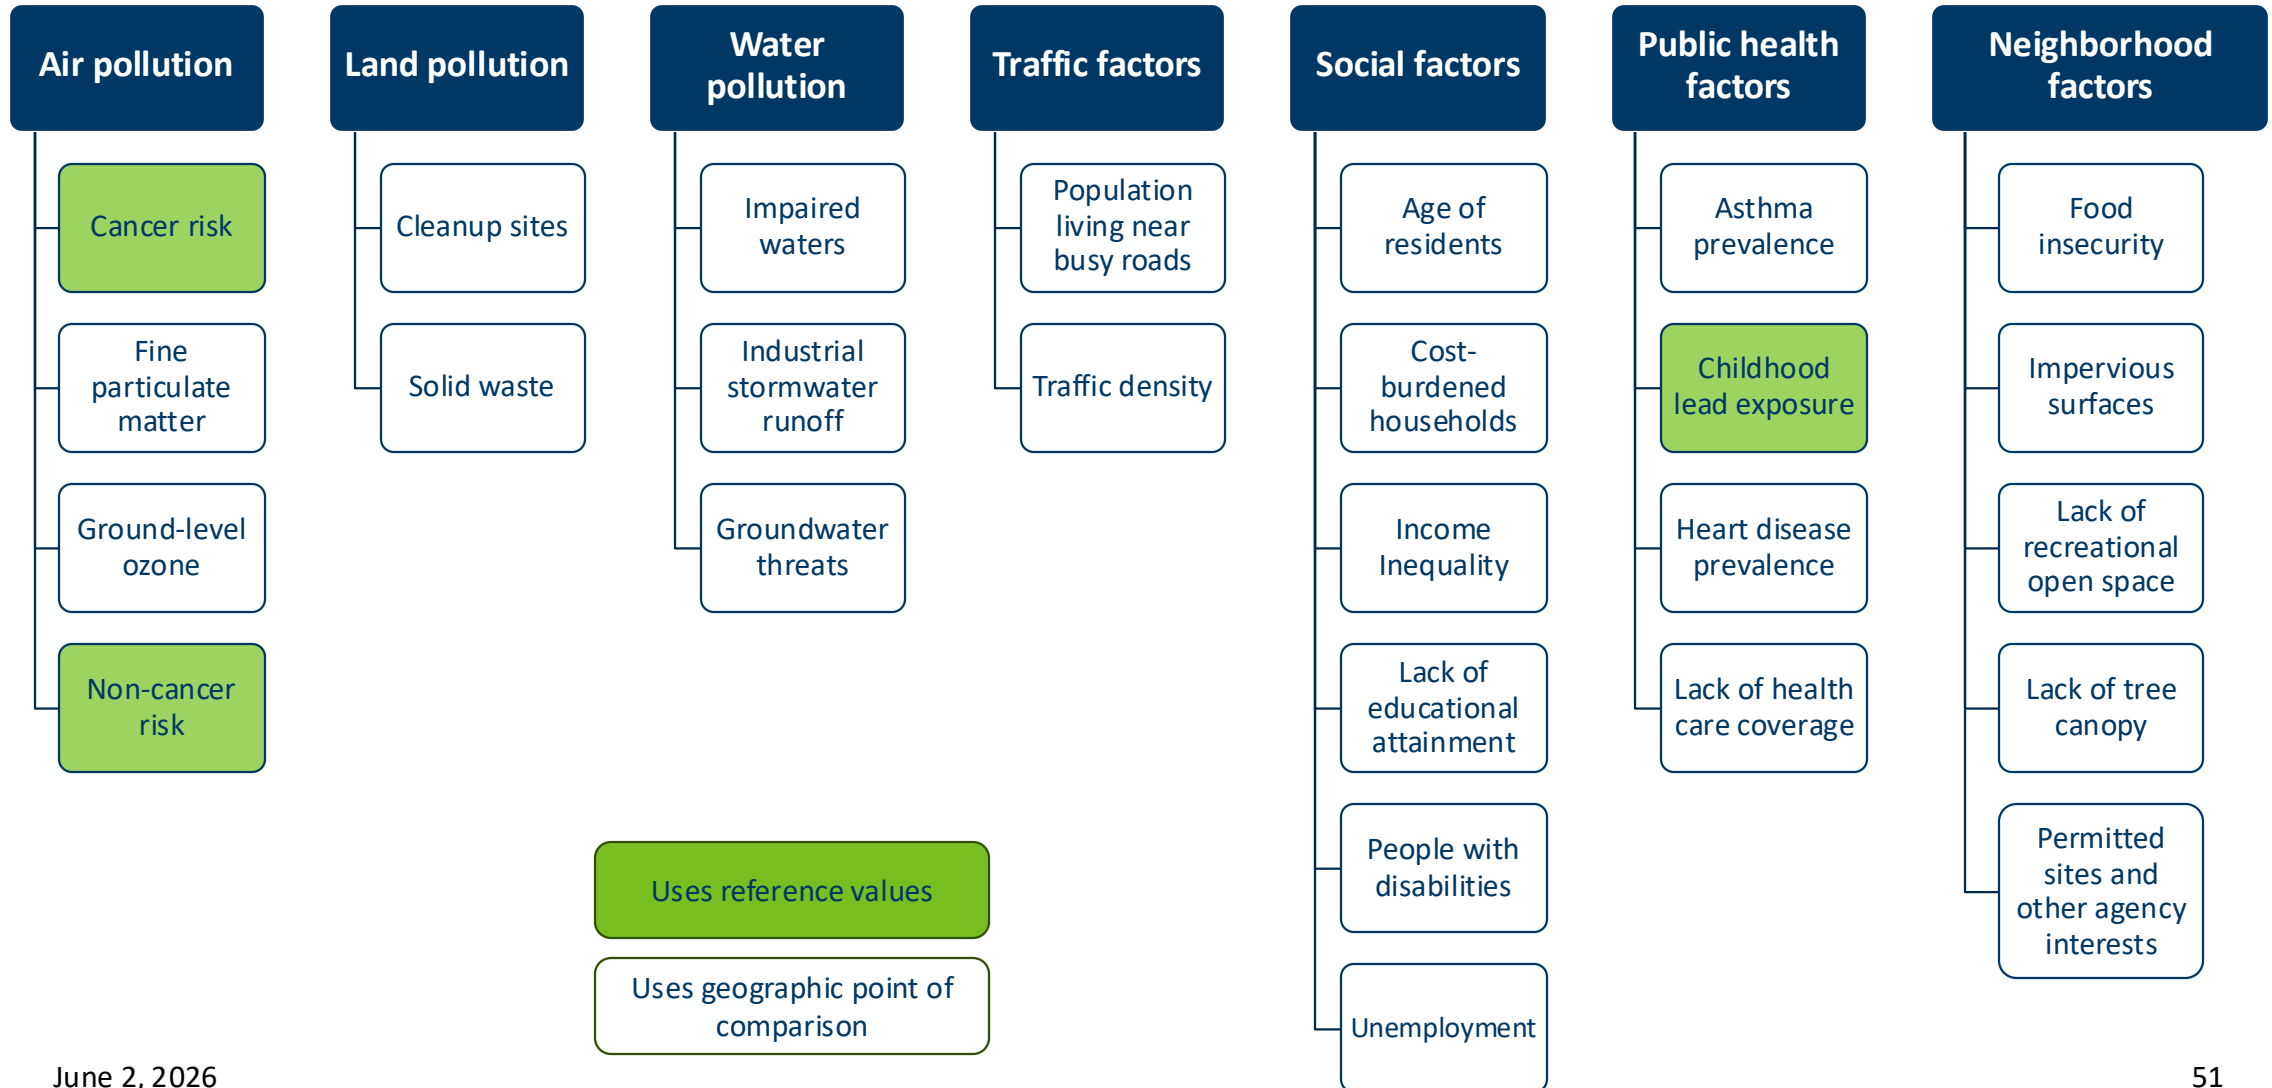 Air pollution
Cancer risk
Fine
particulate
matter
Ground-level
ozone
Non-cancer
risk
Land pollution
Cleanup sites
Solid waste
Water
pollution
Impaired
waters
Industrial
stormwater
runoff
Groundwater
threats
Traffic factors
Population
living near
busy roads
Traffic density
Social factors
Age of
residents
Cost-
burdened
households
Income
Inequality
Lack of
educational
attainment
People with
disabilities
Unemployment
Public health
factors
Asthma
prevalence
Childhood
lead exposure
Heart disease
prevalence
Lack of health
care coverage
Neighborhood
factors
Food
insecurity
Impervious
surfaces
Lack of
recreational
open space
Lack of tree
canopy
Permitted
sites and
other agency
interests
Uses reference values
Uses geographic point of
comparison
June 2, 2026
51